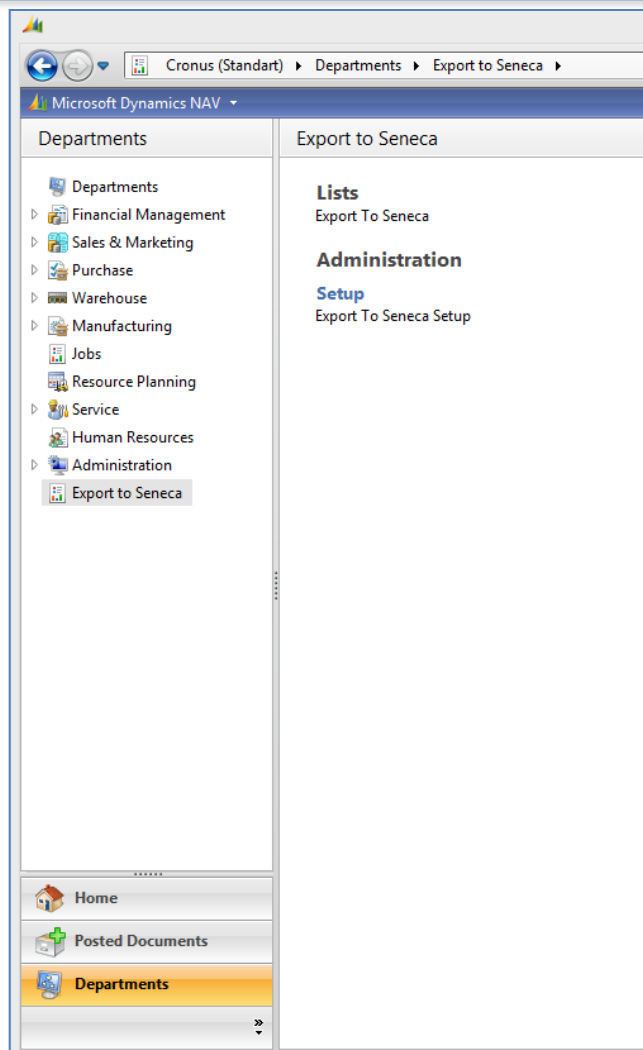 Cronus (Standart) Departments Export to Seneca
Microsoft Dynamics NAV
Departments
Departments
Financial Management
Sales & Marketing
Purchase
Warehouse
Manufacturing
Jobs
Resource Planning
Service
Human Resources
Administration
Export to Seneca
Home
Posted Documents
Departments
Export to Seneca
Lists
Export To Seneca
Administration
Setup
Export To Seneca Setup